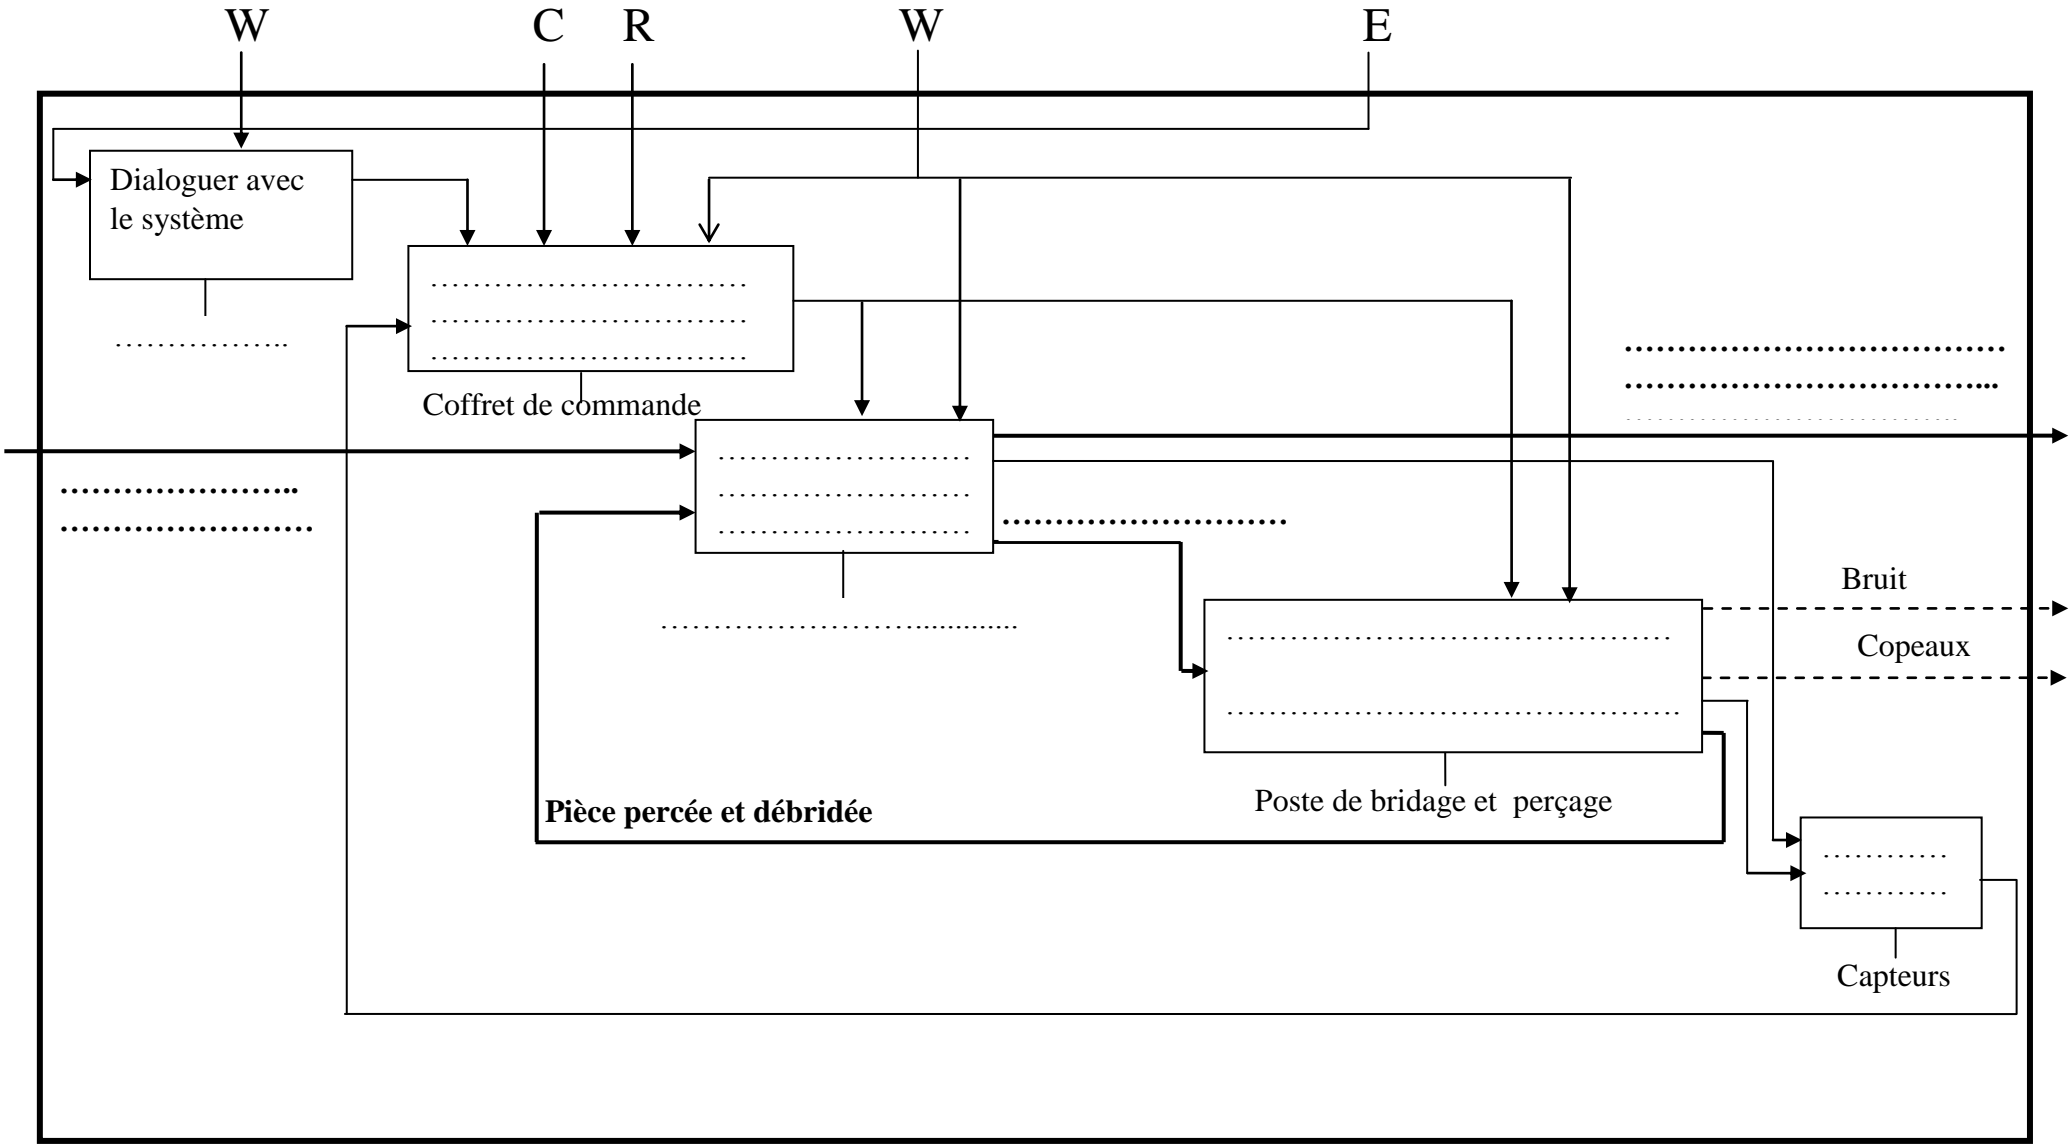 W C R W E
Dialoguer avec
le système
Coffret de commande
Bruit
Copeaux
Poste de bridage et perçage
Pièce percée et débridée
Capteurs